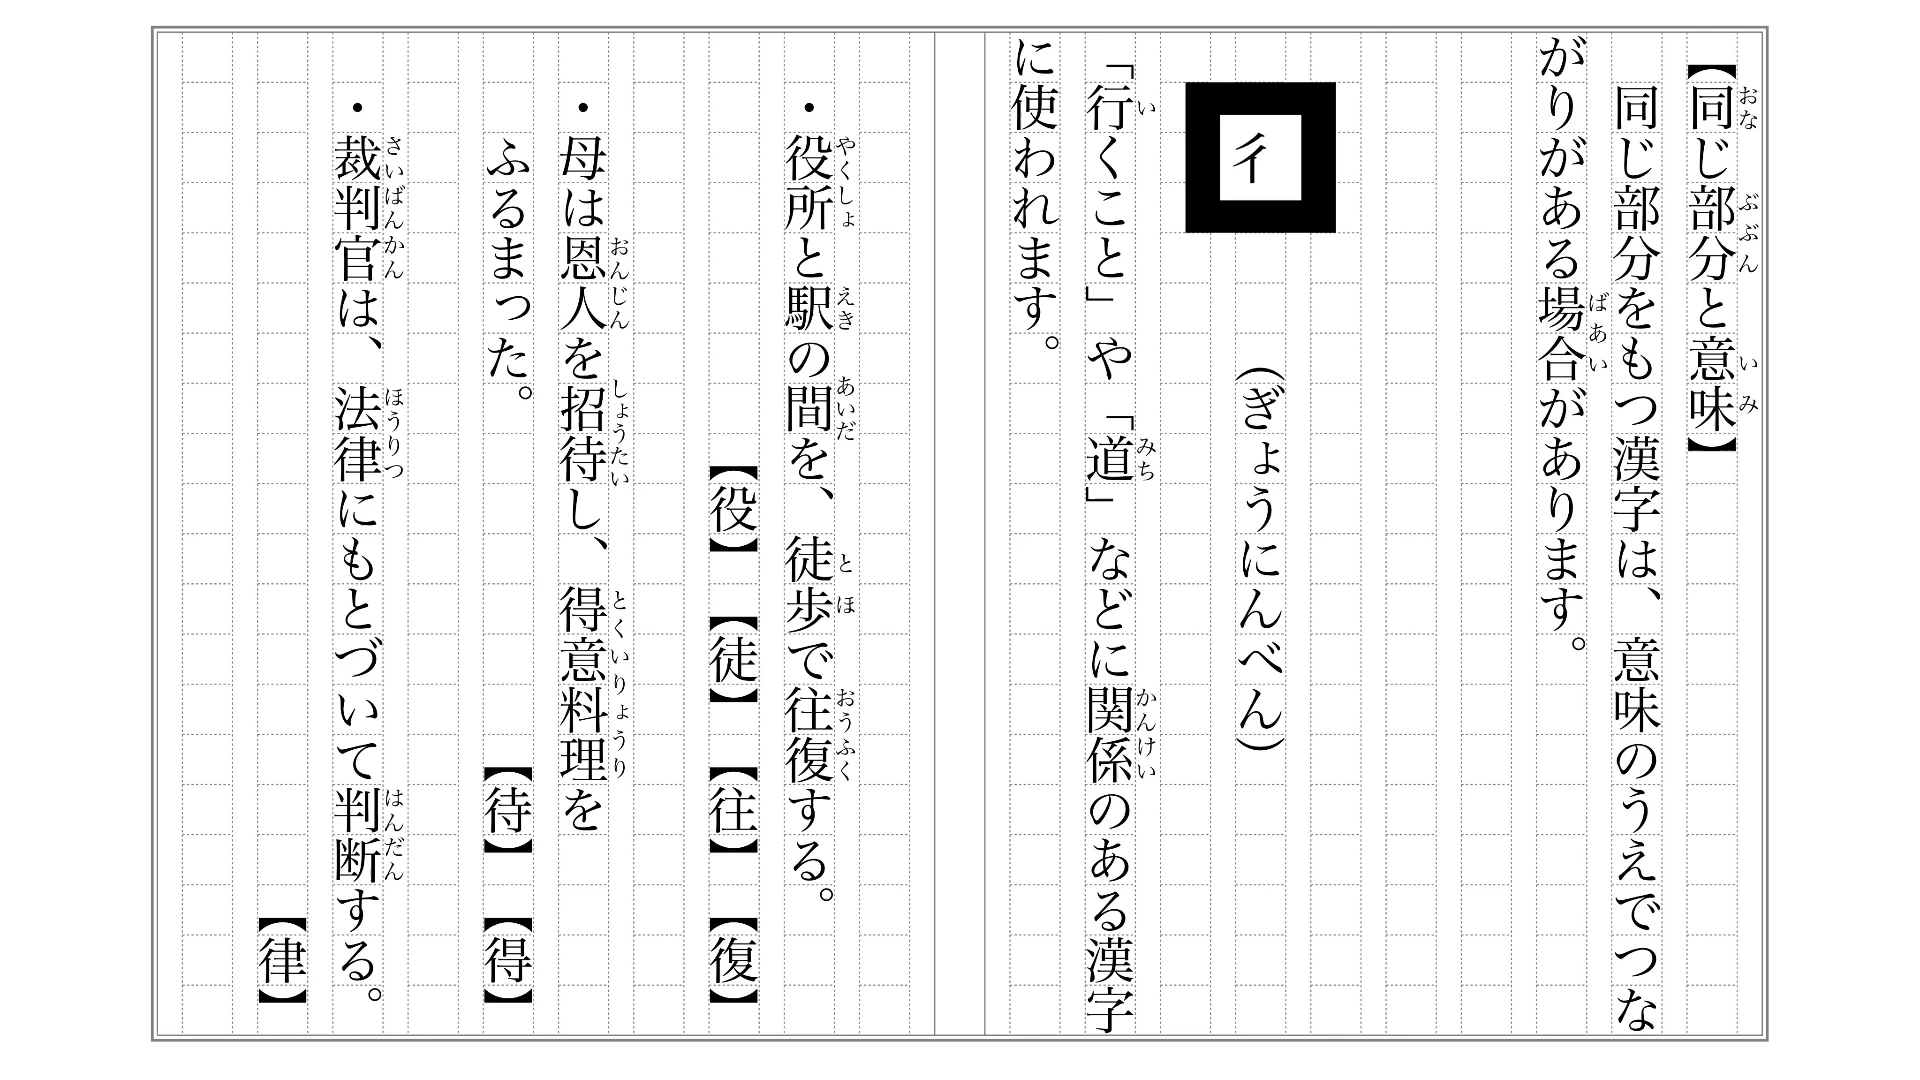 【同じ部分と意味】
同じ部分をもつ漢字は、意味のうえでつな
がりがある場合があります。
彳
（ぎょうにんべん）
「行くこと」や「道」などに関係のある漢字
に使われます。
・役所と駅の間を、徒歩で往復する。
【役】【徒】【往】【復】
・母は恩人を招待し、得意料理を
ふるまった。
【待】【得】
・裁判官は、法律にもとづいて判断する。
【律】